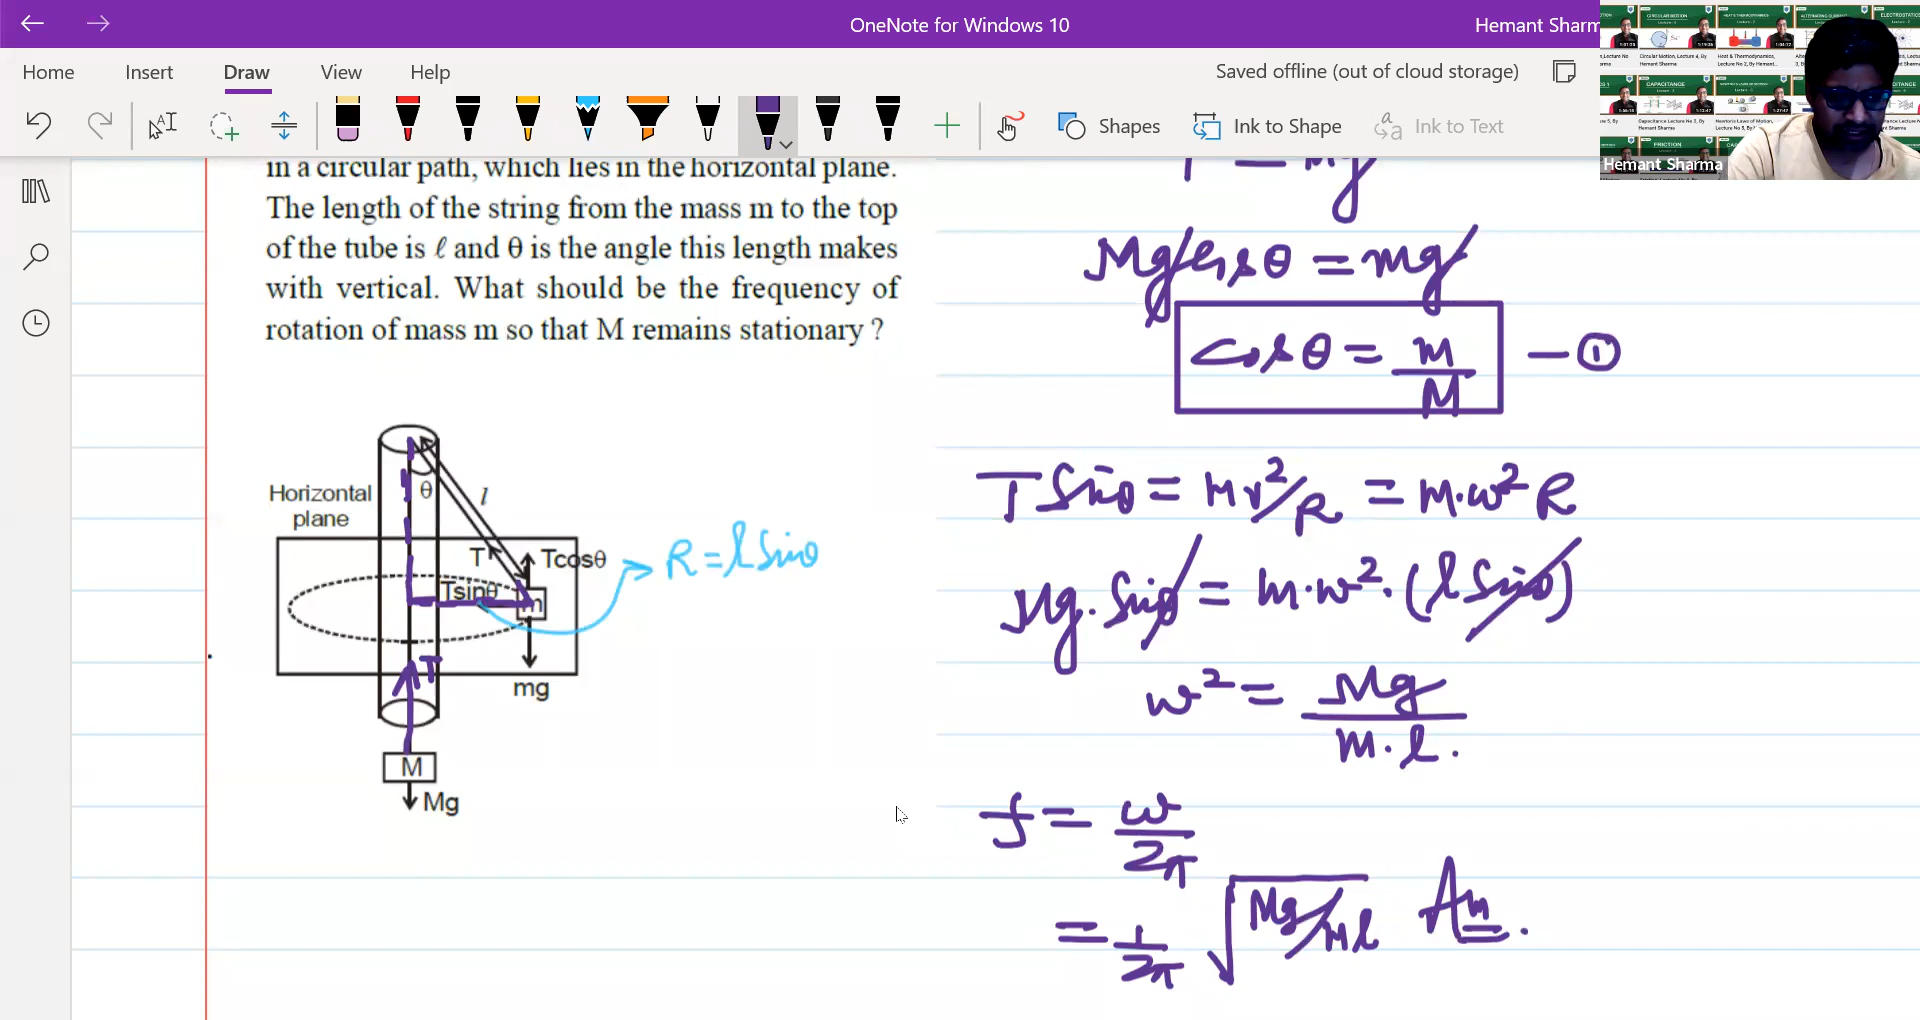 OneNote for Windows 10
Hemant Sharm
Home Insert Draw View Help
Saved offline (out of cloud storage)
Shapes
Ink to Shape
Ink to Text
Hemant Sharma
in a circular path, which lies in the horizontal plane.
The length of the string from the mass m to the top
of the tube is ℓ and θ is the angle this length makes
with vertical. What should be the frequency of
rotation of mass m so that M remains stationary ?
Horizontal
plane
θ
l
T
Tcosθ
Tsinθ
m
mg
T
M
Mg
R = l Sinθ
Mg Cosθ = mg
Cosθ = m/M — ①
T Sinθ = mv²/R = m·ω² R
Mg· Sinθ = m·ω²·(l Sinθ)
ω² = Mg/m·l.
f = ω/2π
= 1/2π √Mg/ml Ans.